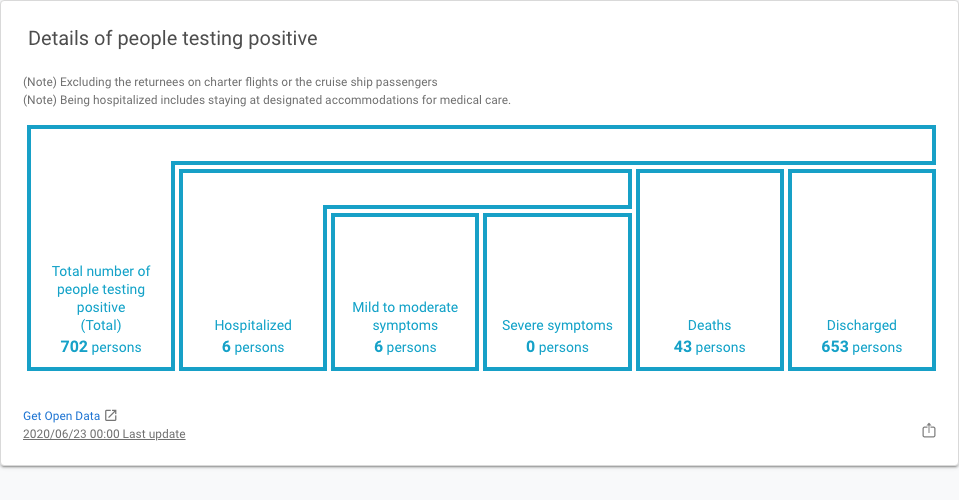 Details of people testing positive
(Note) Excluding the returnees on charter flights or the cruise ship passengers
(Note) Being hospitalized includes staying at designated accommodations for medical care.
Total number of
people testing
positive
(Total)
702 persons
Hospitalized
6 persons
Mild to moderate
symptoms
6 persons
Severe symptoms
0 persons
Deaths
43 persons
Discharged
653 persons
Get Open Data
2020/06/23 00:00 Last update